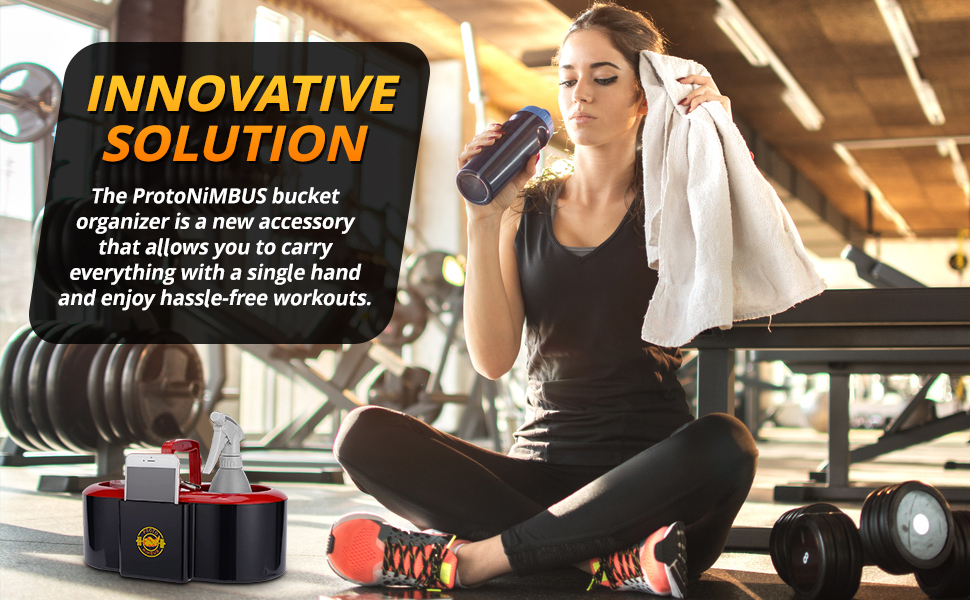 INNOVATIVE
SOLUTION
The ProtoNiMBUS bucket
organizer is a new accessory
that allows you to carry
everything with a single hand
and enjoy hassle-free workouts.